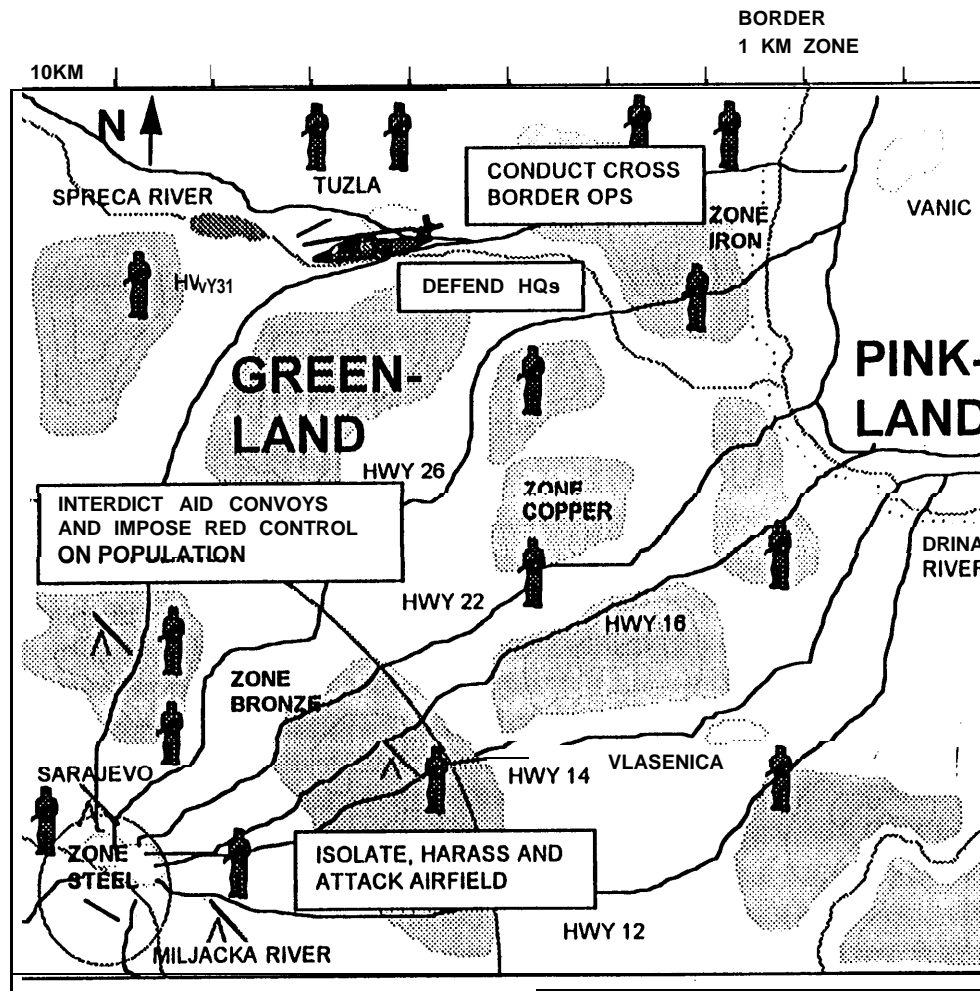 BORDER
1 KM ZONE
10KM
N
SPRECA RIVER
TUZLA
CONDUCT CROSS
BORDER OPS
ZONE
IRON
VANIC
DEFEND HQs
GREEN-
LAND
PINK-
LAND
HWY 26
INTERDICT AID CONVOYS
AND IMPOSE RED CONTROL
ON POPULATION
ZONE
COPPER
DRINA
RIVER
HWY 22
HWY 16
ZONE
BRONZE
SARAJEVO
HWY 14
VLASENICA
ZONE
STEEL
ISOLATE, HARASS AND
ATTACK AIRFIELD
HWY 12
MILJACKA RIVER